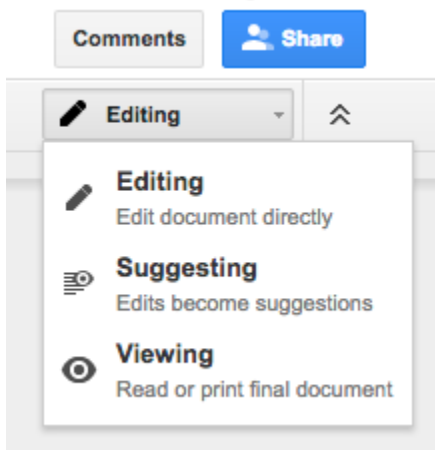 Comments
Share
Editing
Editing
Edit document directly
Suggesting
Edits become suggestions
Viewing
Read or print final document